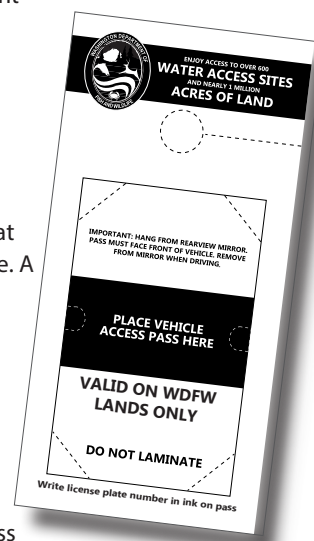 nt
WASHINGTON DEPARTMENT OF
FISH AND WILDLIFE
ENJOY ACCESS TO OVER 600
WATER ACCESS SITES
AND NEARLY 1 MILLION
ACRES OF LAND
at
e. A
IMPORTANT: HANG FROM REARVIEW MIRROR.
PASS MUST FACE FRONT OF VEHICLE. REMOVE
FROM MIRROR WHEN DRIVING.
PLACE VEHICLE
ACCESS PASS HERE
VALID ON WDFW
LANDS ONLY
DO NOT LAMINATE
Write license plate number in ink on pass
ss